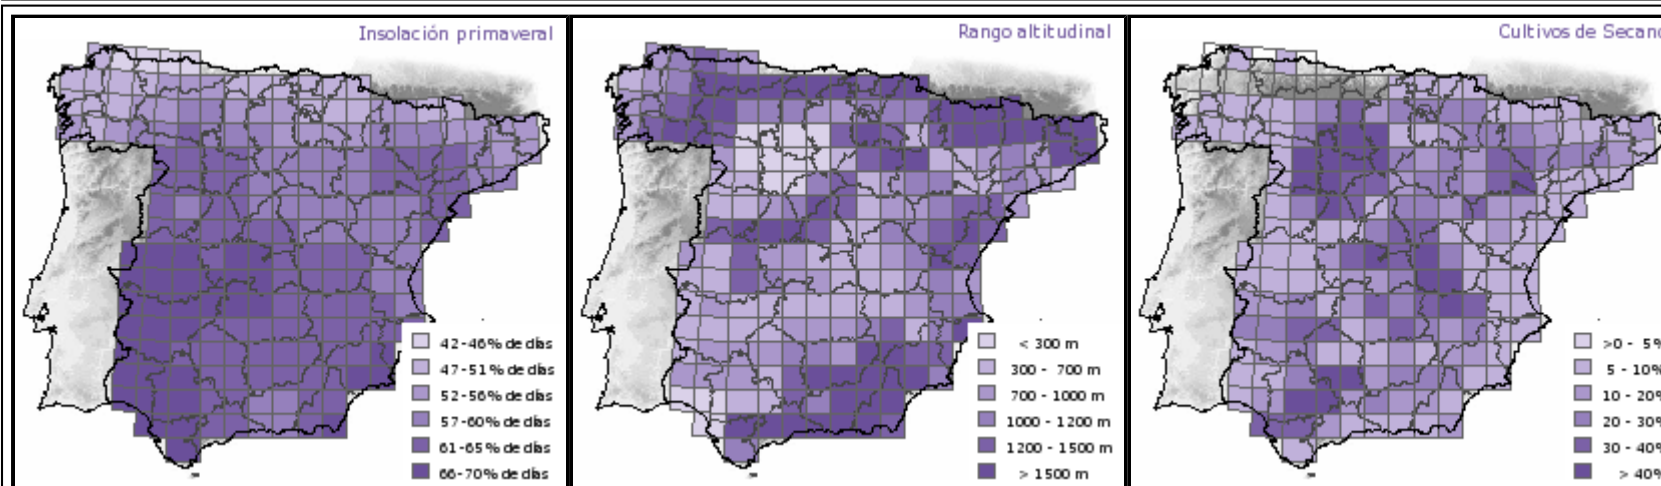 Insolación primaveral
42-46% de días
47-51% de días
52-56% de días
57-60% de días
61-65% de días
66-70% de días
Rango altitudinal
< 300 m
300 - 700 m
700 - 1000 m
1000 - 1200 m
1200 - 1500 m
> 1500 m
Cultivos de Secano
>0 - 5%
5 - 10%
10 - 20%
20 - 30%
30 - 40%
> 40%